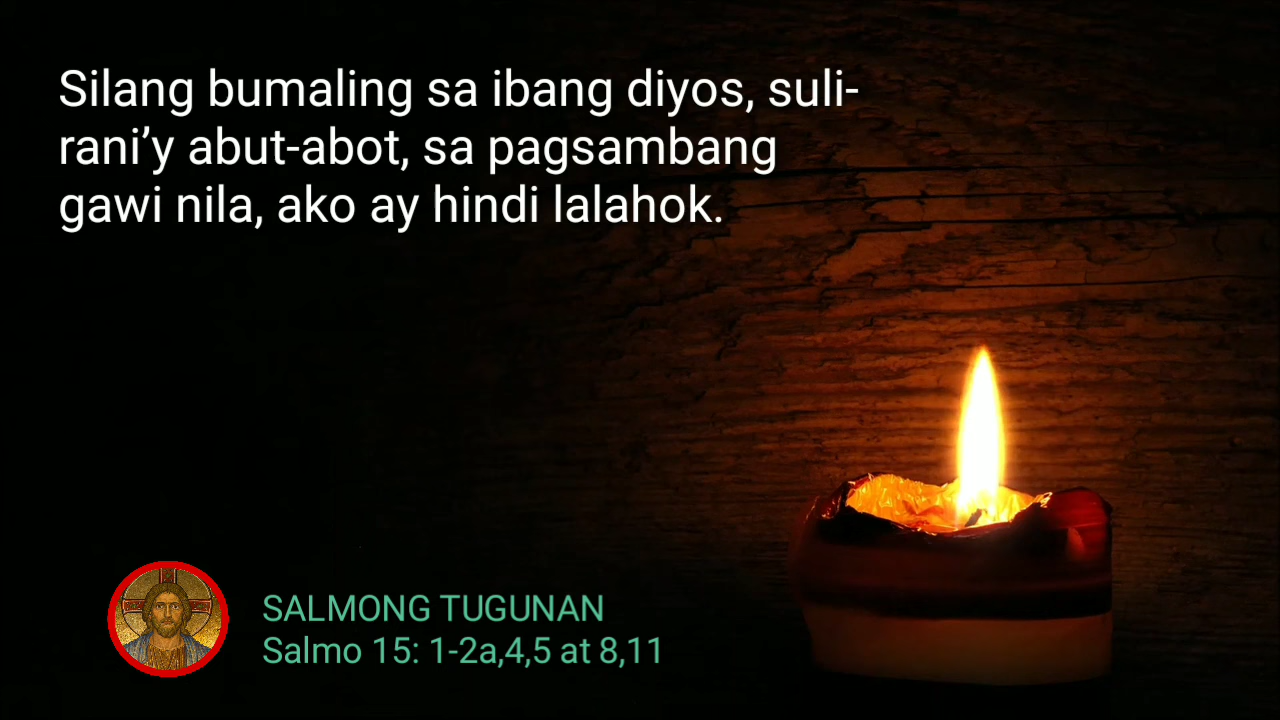 Silang bumaling sa ibang diyos, suli-
rani’y abut-abot, sa pagsambang
gawi nila, ako ay hindi lalahok.
SALMONG TUGUNAN
Salmo 15: 1-2a,4,5 at 8,11